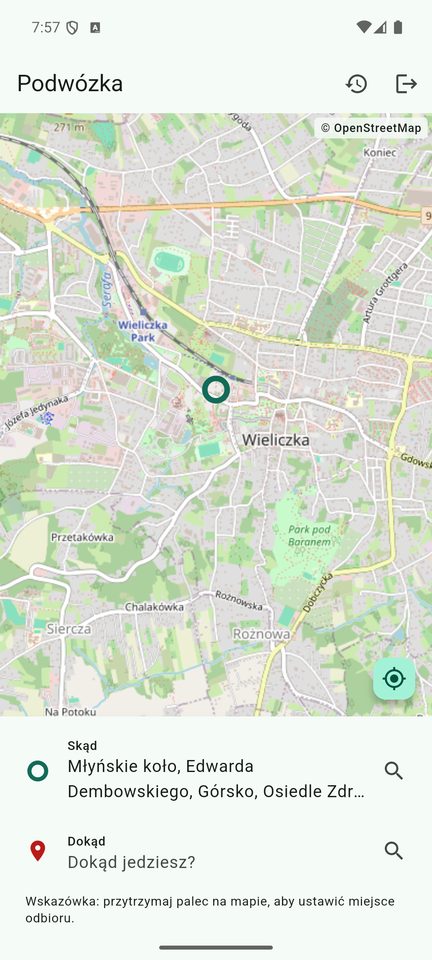 7:57
Podwózka
© OpenStreetMap
271 m
Koniec
9
Artura Grottgera
Serafa
Wieliczka
Park
Józefa Jedynaka
Wieliczka
Gdowsk
Park pod
Baranem
Przetakówka
Dobczycka
Rożnowska
Chalakówka
Siercza
Rożnowa
Na Potoku
Skąd
Młyńskie koło, Edwarda
Dembowskiego, Górsko, Osiedle Zdr…
Dokąd
Dokąd jedziesz?
Wskazówka: przytrzymaj palec na mapie, aby ustawić miejsce
odbioru.